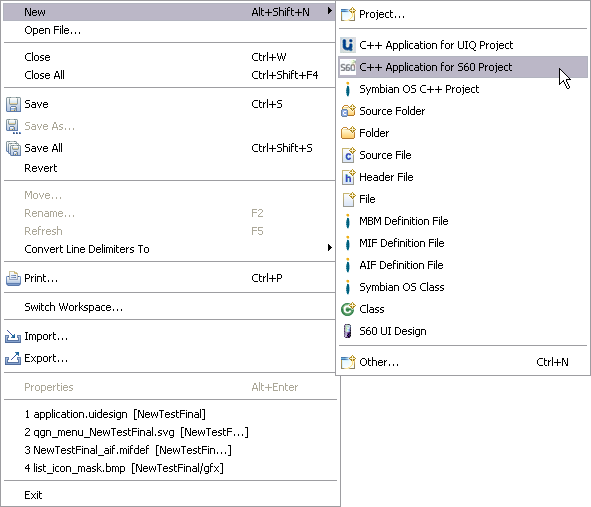 New Alt+Shift+N
Open File...
Close Ctrl+W
Close All Ctrl+Shift+F4
Save Ctrl+S
Save As...
Save All Ctrl+Shift+S
Revert
Move...
Rename... F2
Refresh F5
Convert Line Delimiters To
Print... Ctrl+P
Switch Workspace...
Import...
Export...
Properties Alt+Enter
1 application.uidesign [NewTestFinal]
2 qgn_menu_NewTestFinal.svg [NewTestF...]
3 NewTestFinal_aif.mifdef [NewTestFin...]
4 list_icon_mask.bmp [NewTestFinal/gfx]
Exit
Project...
C++ Application for UIQ Project
S60 C++ Application for S60 Project
Symbian OS C++ Project
Source Folder
Folder
Source File
Header File
File
MBM Definition File
MIF Definition File
AIF Definition File
Symbian OS Class
Class
S60 UI Design
Other... Ctrl+N